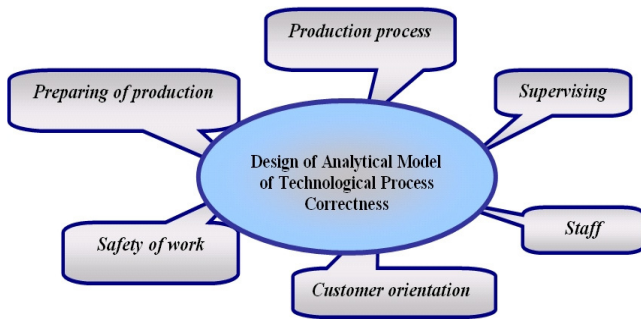 Production process
Preparing of production
Supervising
Design of Analytical Model
of Technological Process
Correctness
Safety of work
Staff
Customer orientation